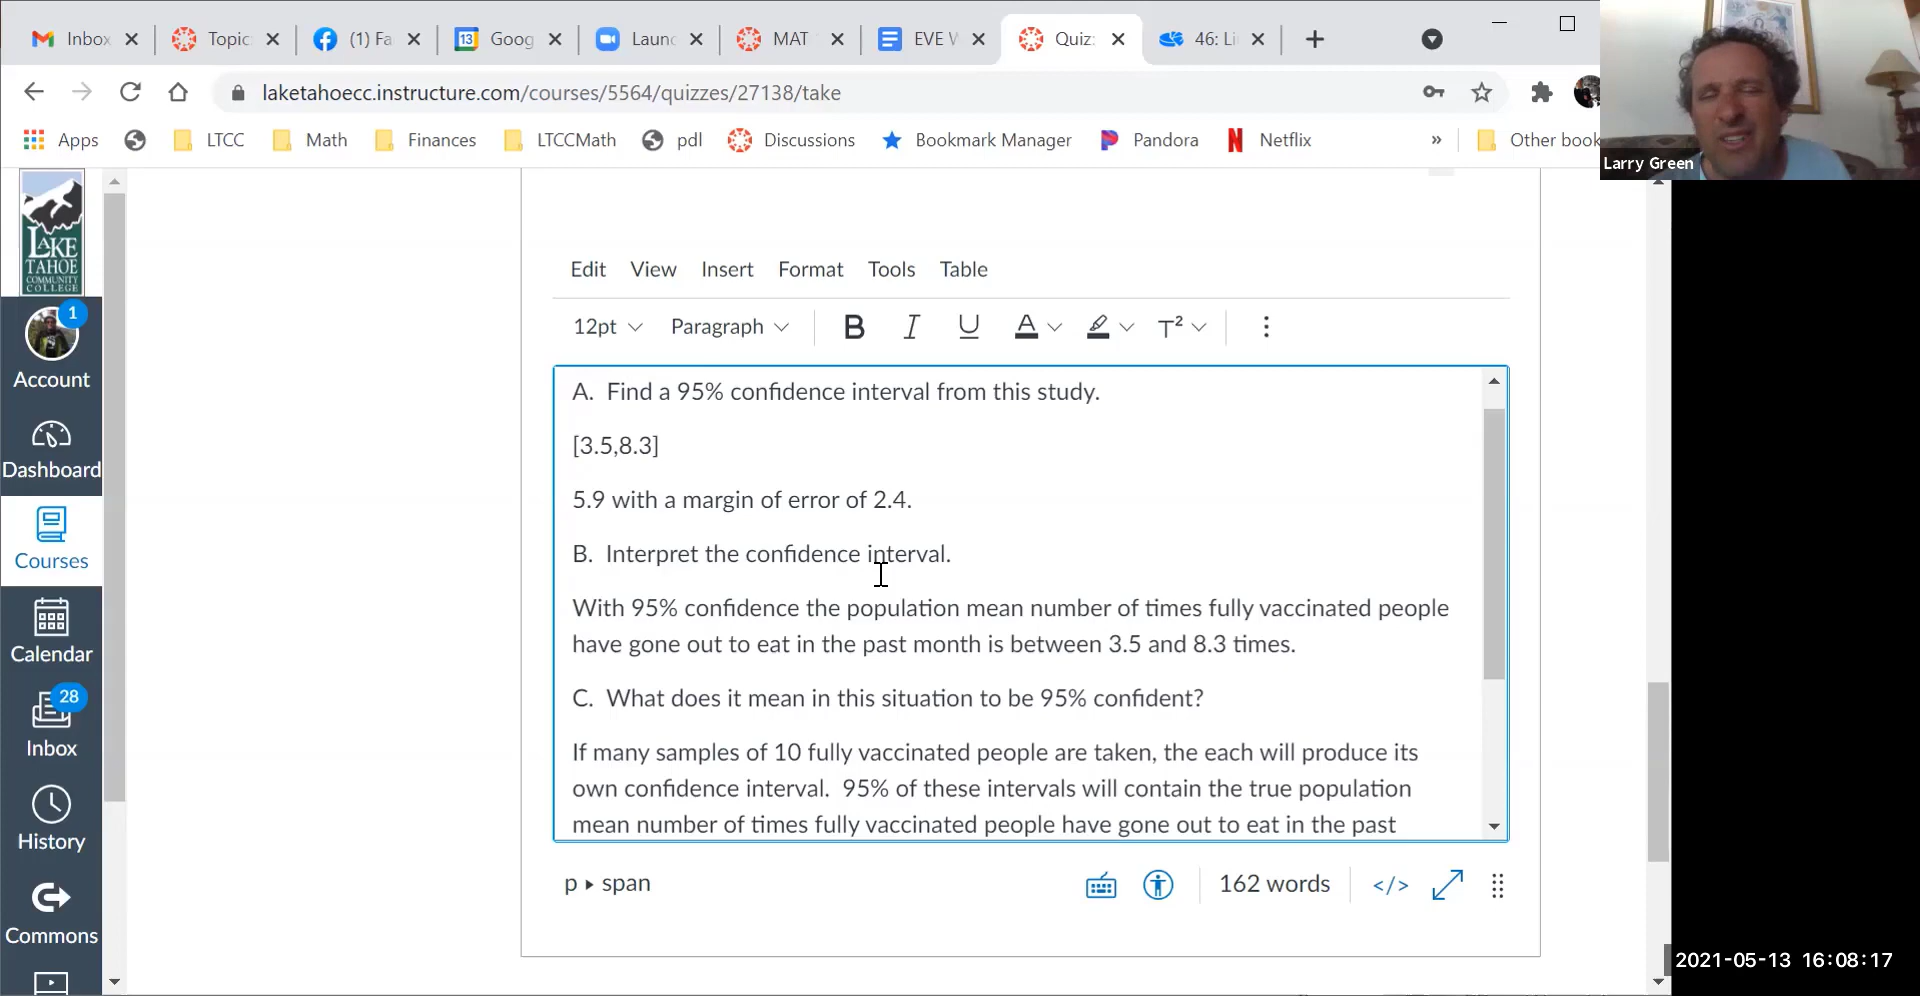 Inbox
Topic
(1) Fa
13
Goog
Laun
MAT
EVE W
Quiz:
46: Li
laketahoecc.instructure.com/courses/5564/quizzes/27138/take
Apps
LTCC
Math
Finances
LTCCMath
pdl
Discussions
Bookmark Manager
Pandora
Netflix
»
Other book
Larry Green
LAKE
TAHOE
COMMUNITY
COLLEGE
1
Account
Dashboard
Courses
Calendar
28
Inbox
History
Commons
Edit View Insert Format Tools Table
12pt Paragraph B I U A T²
A. Find a 95% confidence interval from this study.
[3.5,8.3]
5.9 with a margin of error of 2.4.
B. Interpret the confidence interval.
With 95% confidence the population mean number of times fully vaccinated people
have gone out to eat in the past month is between 3.5 and 8.3 times.
C. What does it mean in this situation to be 95% confident?
If many samples of 10 fully vaccinated people are taken, the each will produce its
own confidence interval. 95% of these intervals will contain the true population
mean number of times fully vaccinated people have gone out to eat in the past
p ▸ span
162 words
</>
2021-05-13 16:08:17